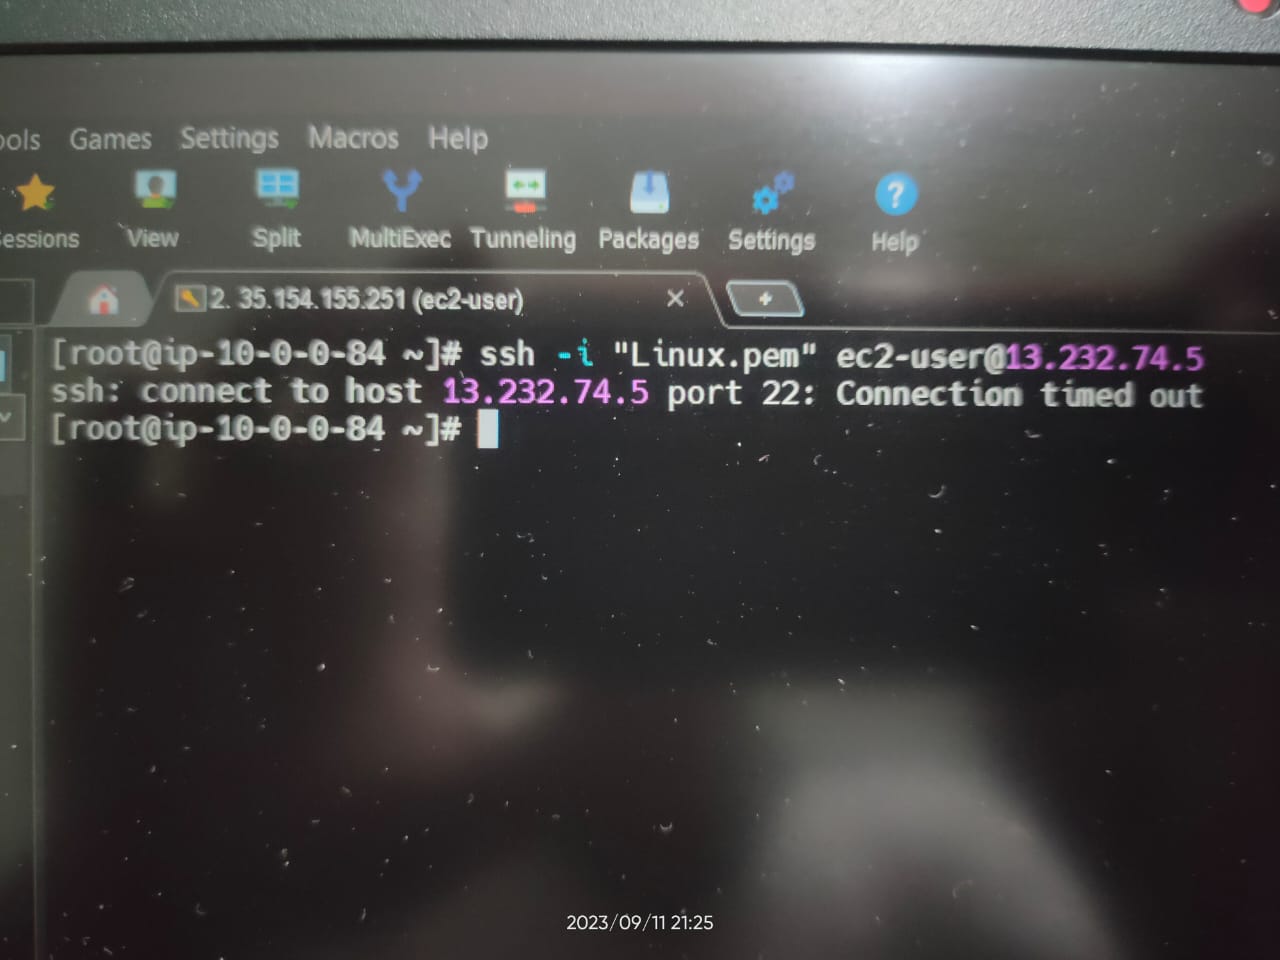 ools Games Settings Macros Help
essions View Split MultiExec Tunneling Packages Settings Help
2. 35.154.155.251 (ec2-user)
[root@ip-10-0-0-84 ~]# ssh -i "Linux.pem" ec2-user@13.232.74.5
ssh: connect to host 13.232.74.5 port 22: Connection timed out
[root@ip-10-0-0-84 ~]#
2023/09/11 21:25